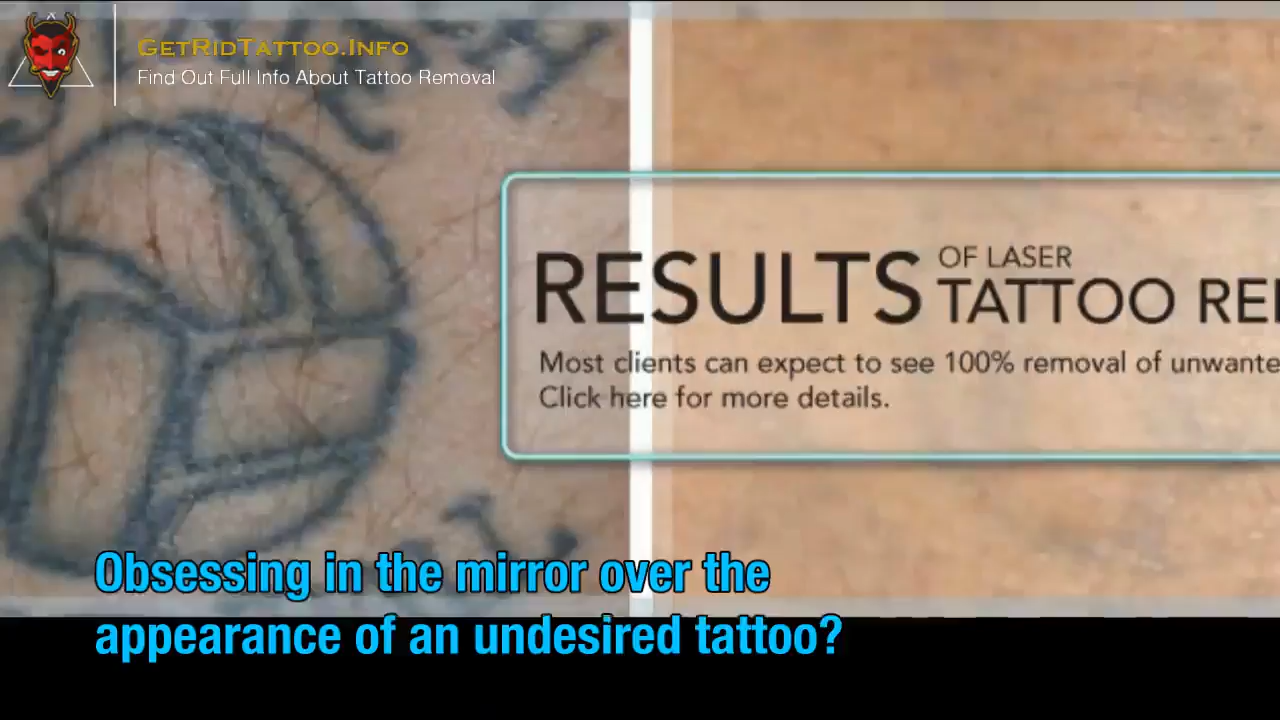 GetRidTattoo.Info
Find Out Full Info About Tattoo Removal
RESULTS OF LASER
TATTOO
Most clients can expect to see 100% removal of
Click here for more details.
Obsessing in the mirror over the
appearance of an undesired tattoo?